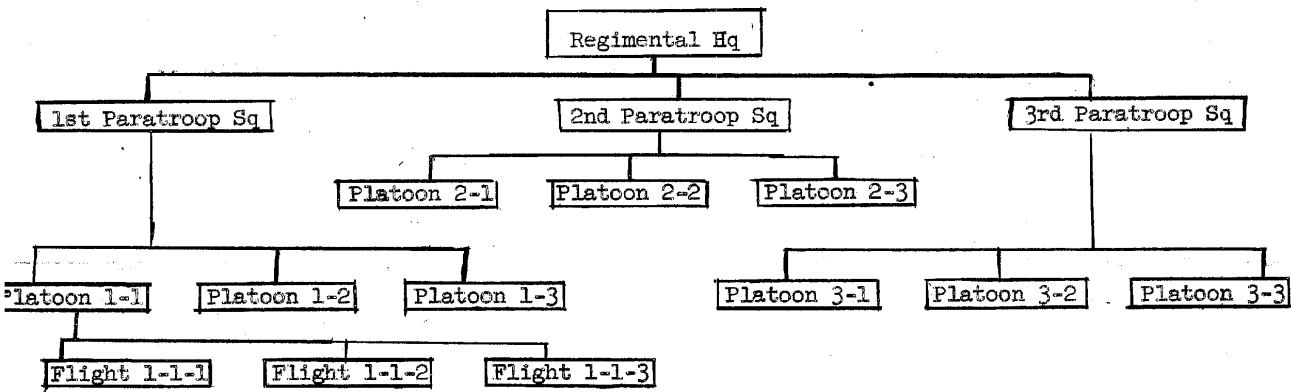 Regimental Hq
1st Paratroop Sq
2nd Paratroop Sq
3rd Paratroop Sq
Platoon 2-1
Platoon 2-2
Platoon 2-3
Platoon 1-1
Platoon 1-2
Platoon 1-3
Platoon 3-1
Platoon 3-2
Platoon 3-3
Flight 1-1-1
Flight 1-1-2
Flight 1-1-3